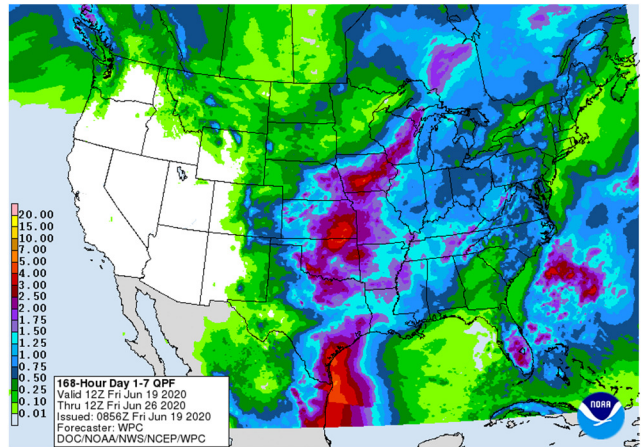 20.00
15.00
10.00
7.00
5.00
4.00
3.00
2.50
2.00
1.75
1.50
1.25
1.00
0.75
0.50
0.25
0.10
0.01
168-Hour Day 1-7 QPF
Valid 12Z Fri Jun 19 2020
Thru 12Z Fri Jun 26 2020
Issued: 0856Z Fri Jun 19 2020
Forecaster: WPC
DOC/NOAA/NWS/NCEP/WPC
NOAA